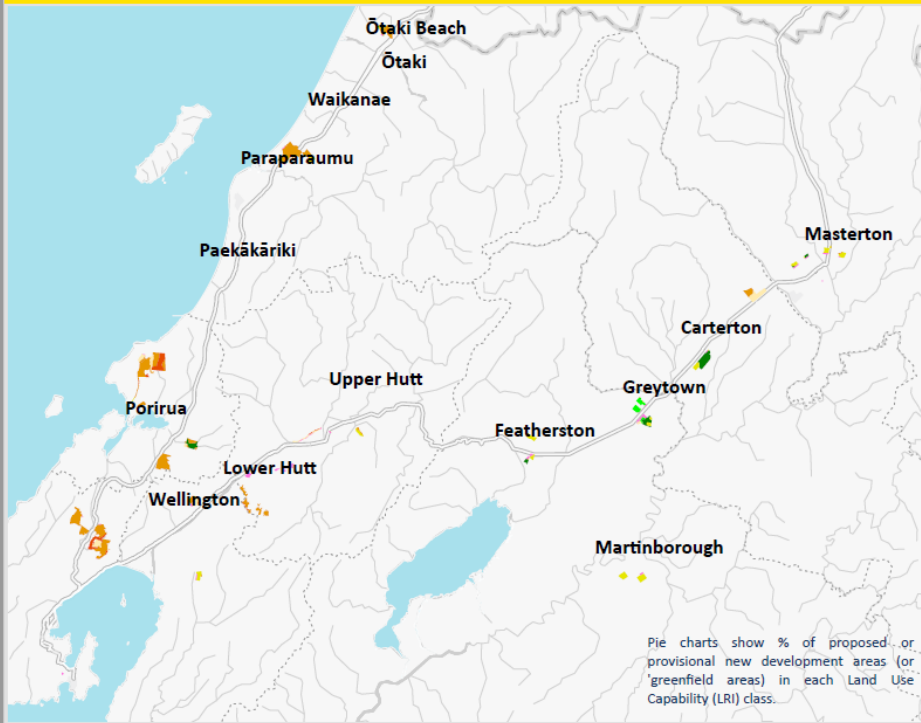 Ōtaki Beach
Ōtaki
Waikanae
Paraparaumu
Masterton
Paekākāriki
Carterton
Upper Hutt
Greytown
Porirua
Featherston
Lower Hutt
Wellington
Martinborough
Pie charts show % of proposed or
provisional new development areas (or
'greenfield areas) in each Land Use
Capability (LRI) class.